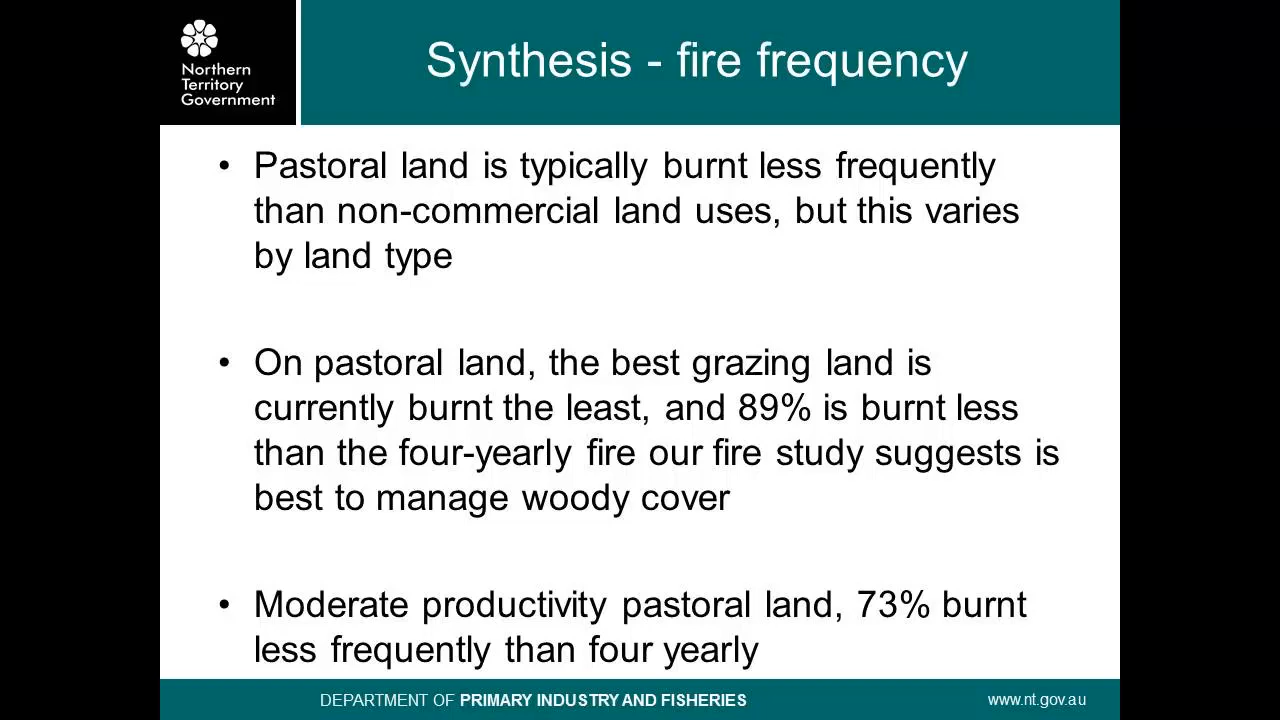 Northern
Territory
Government
Synthesis - fire frequency
• Pastoral land is typically burnt less frequently
than non-commercial land uses, but this varies
by land type
• On pastoral land, the best grazing land is
currently burnt the least, and 89% is burnt less
than the four-yearly fire our fire study suggests is
best to manage woody cover
• Moderate productivity pastoral land, 73% burnt
less frequently than four yearly
DEPARTMENT OF PRIMARY INDUSTRY AND FISHERIES
www.nt.gov.au